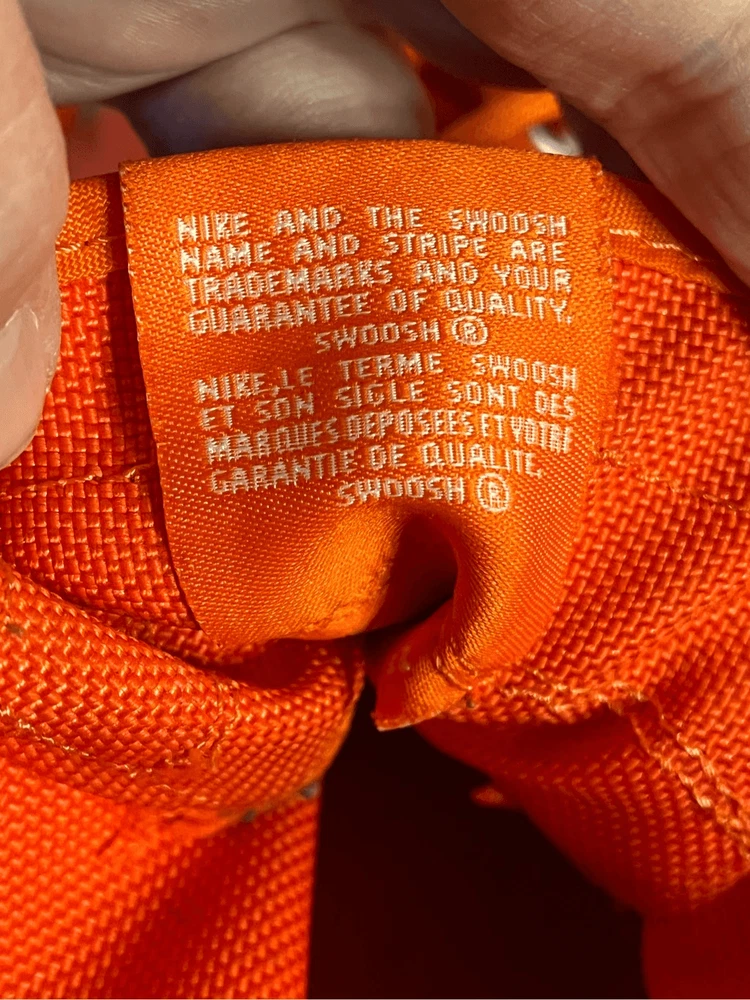 NIKE AND THE SWOOSH
NAME AND STRIPE ARE
TRADEMARKS AND YOUR
GUARANTEE OF QUALITY.
SWOOSH ®
NIKE, LE TERME SWOOSH
ET SON SIGLE SONT DES
MARQUES DEPOSEES ET VOTRE
GARANTIE DE QUALITE.
SWOOSH ®